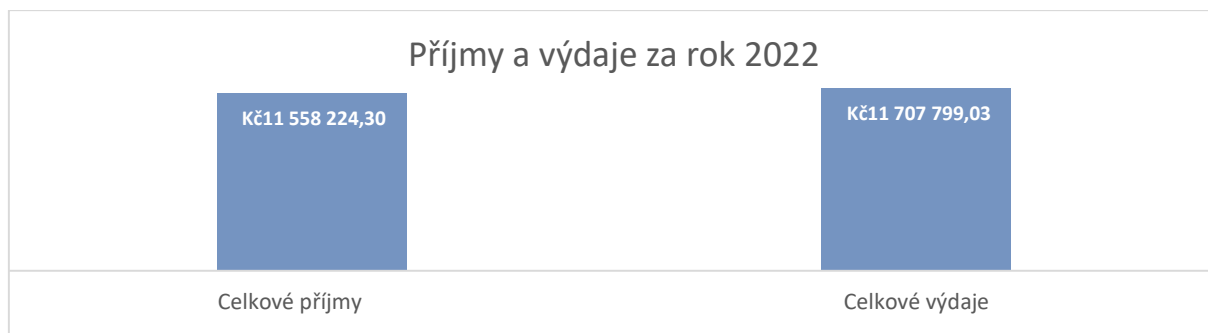 Příjmy a výdaje za rok 2022
Kč11 558 224,30
Kč11 707 799,03
Celkové příjmy
Celkové výdaje